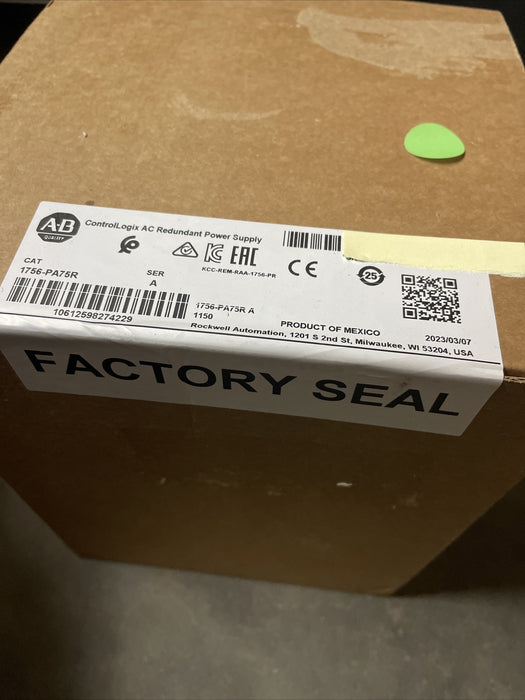 AB
QUALITY
ControlLogix AC Redundant Power Supply
EAC
KCC-REM-RAA-1756-PR
CE
25
CAT
1756-PA75R
SER
A
10612598274229
1756-PA75R A
1150
PRODUCT OF MEXICO
2023/03/07
Rockwell Automation, 1201 S 2nd St, Milwaukee, WI 53204, USA
FACTORY SEAL